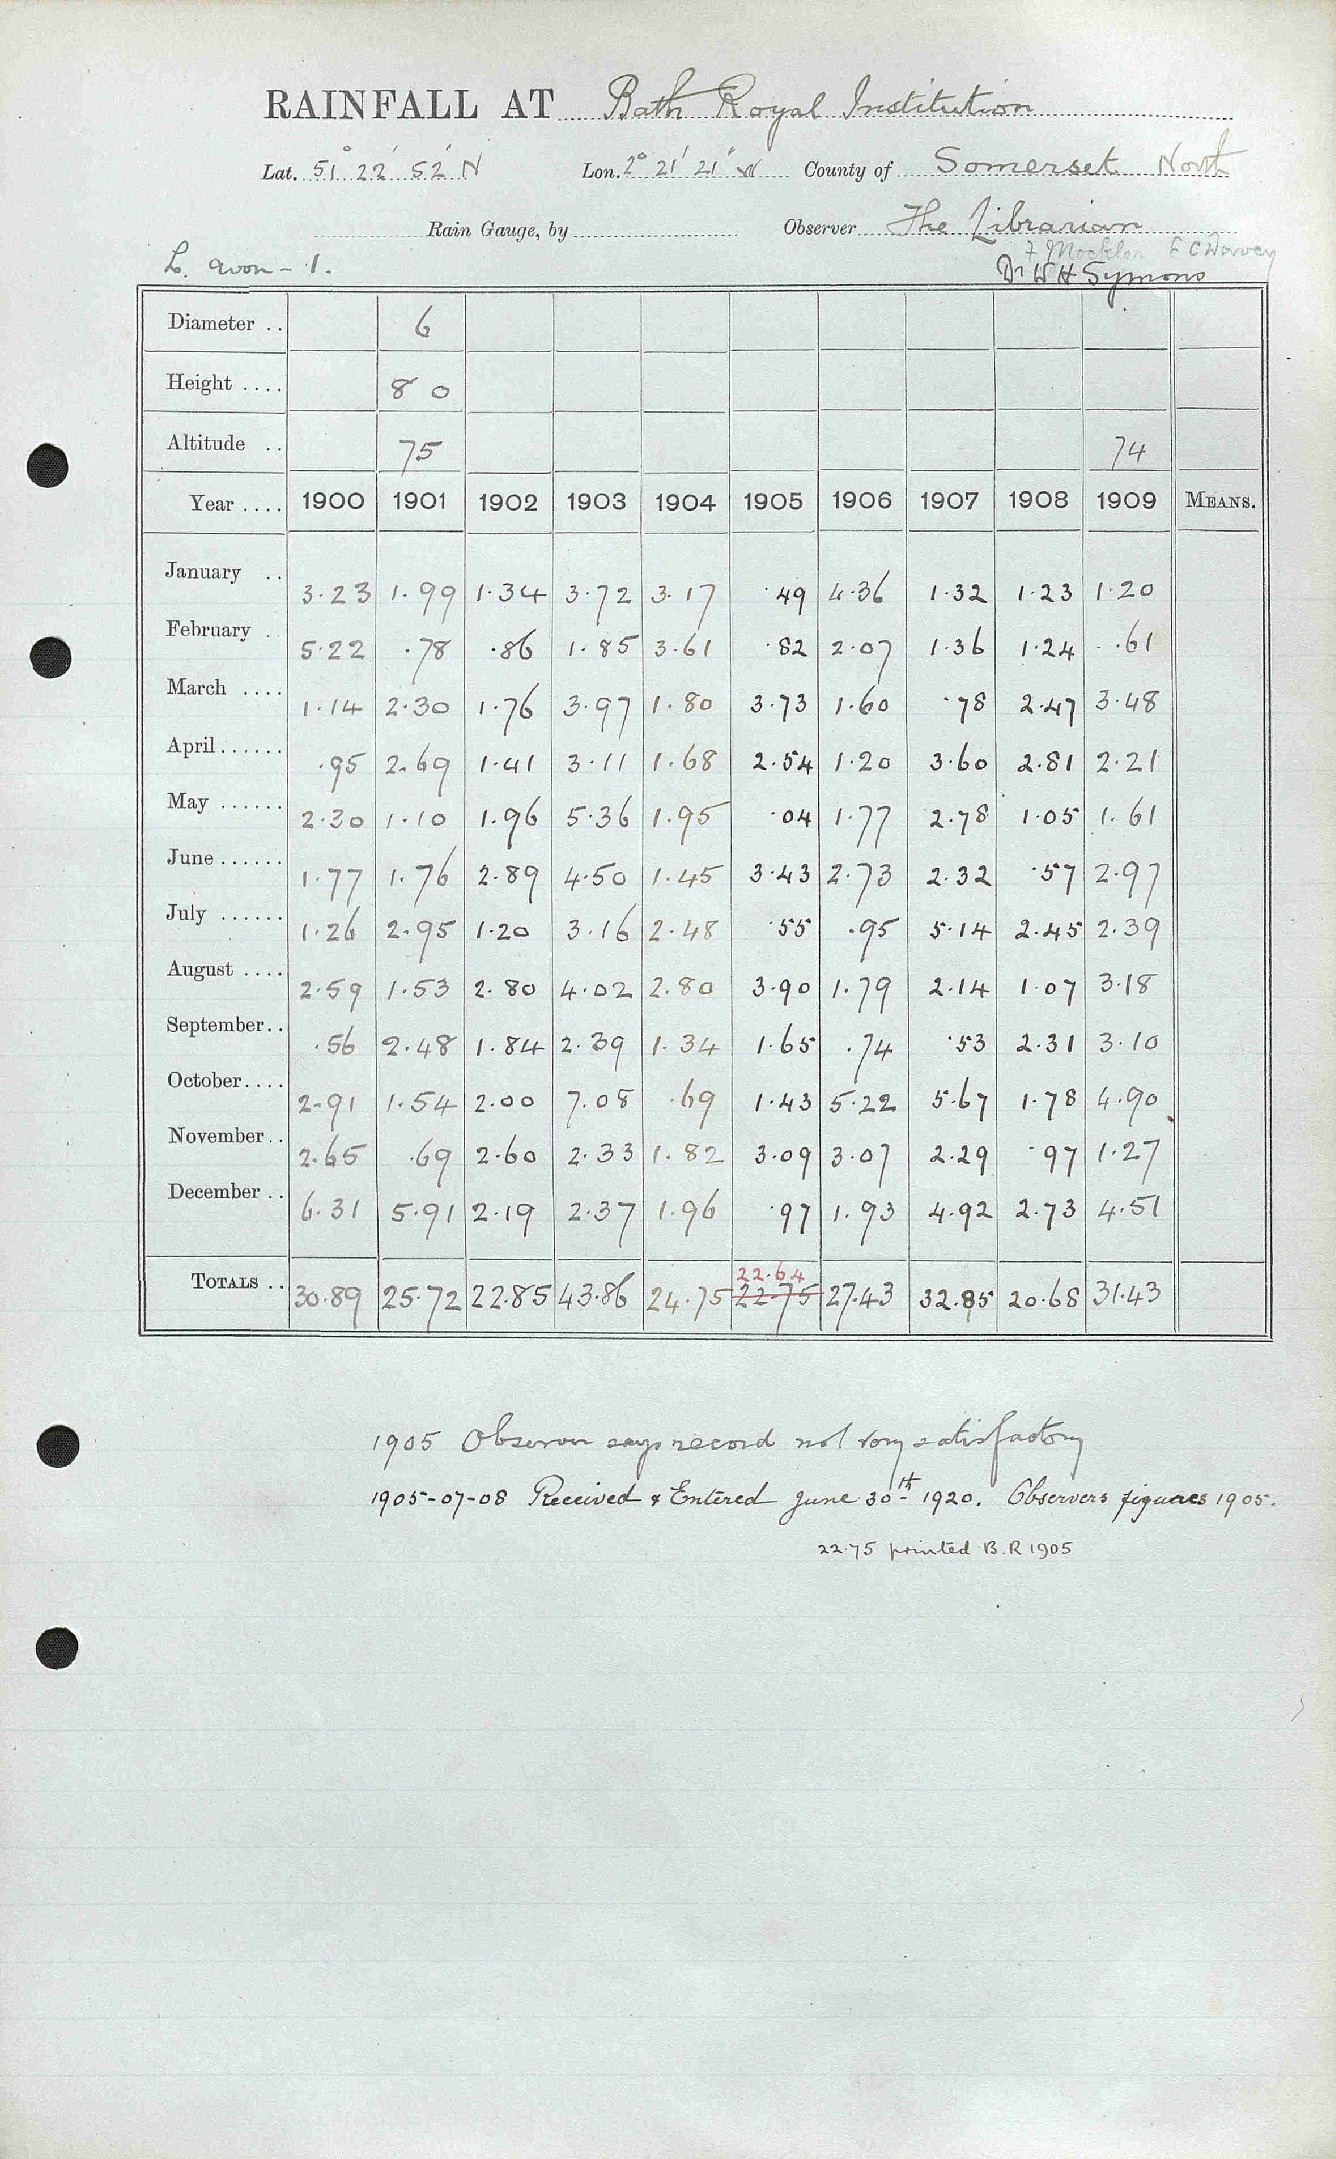 RAINFALL AT Bath Royal Institution
Lat. 51° 22' 52" N Lon. 2° 21' 21" W County of Somerset North
Rain Gauge, by Observer The Librarian
F Mockler E C Davey
L. Avon - 1. Dr W H Symons
Diameter .. 6
Height .... 8 0
Altitude .. 75 74
Year .... 1900 1901 1902 1903 1904 1905 1906 1907 1908 1909 MEANS.
January .. 3.23 1.99 1.34 3.72 3.17 .49 4.36 1.32 1.23 1.20
February .. 5.22 .78 .86 1.85 3.61 .82 2.07 1.36 1.24 .61
March .... 1.14 2.30 1.76 3.97 1.80 3.73 1.60 .78 2.47 3.48
April ...... .95 2.69 1.41 3.11 1.68 2.54 1.20 3.60 2.81 2.21
May ...... 2.30 1.10 1.96 5.36 1.95 .04 1.77 2.78 1.05 1.61
June ...... 1.77 1.76 2.89 4.50 1.45 3.43 2.73 2.32 .57 2.97
July ...... 1.26 2.95 1.20 3.16 2.48 .55 .95 5.14 2.45 2.39
August .... 2.59 1.53 2.80 4.02 2.80 3.90 1.79 2.14 1.07 3.18
September .. .56 2.48 1.84 2.39 1.34 1.65 .74 .53 2.31 3.10
October .... 2.91 1.54 2.00 7.08 .69 1.43 5.22 5.67 1.78 4.90
November .. 2.65 .69 2.60 2.33 1.82 3.09 3.07 2.29 .97 1.27
December .. 6.31 5.91 2.19 2.37 1.96 .97 1.93 4.92 2.73 4.51
22.64
TOTALS .. 30.89 25.72 22.85 43.86 24.75 22.75 27.43 32.85 20.68 31.43
1905 Observer says record not very satisfactory
1905-07-08 Received & Entered June 30th 1920. Observers figures 1905.
22.75 printed B.R 1905